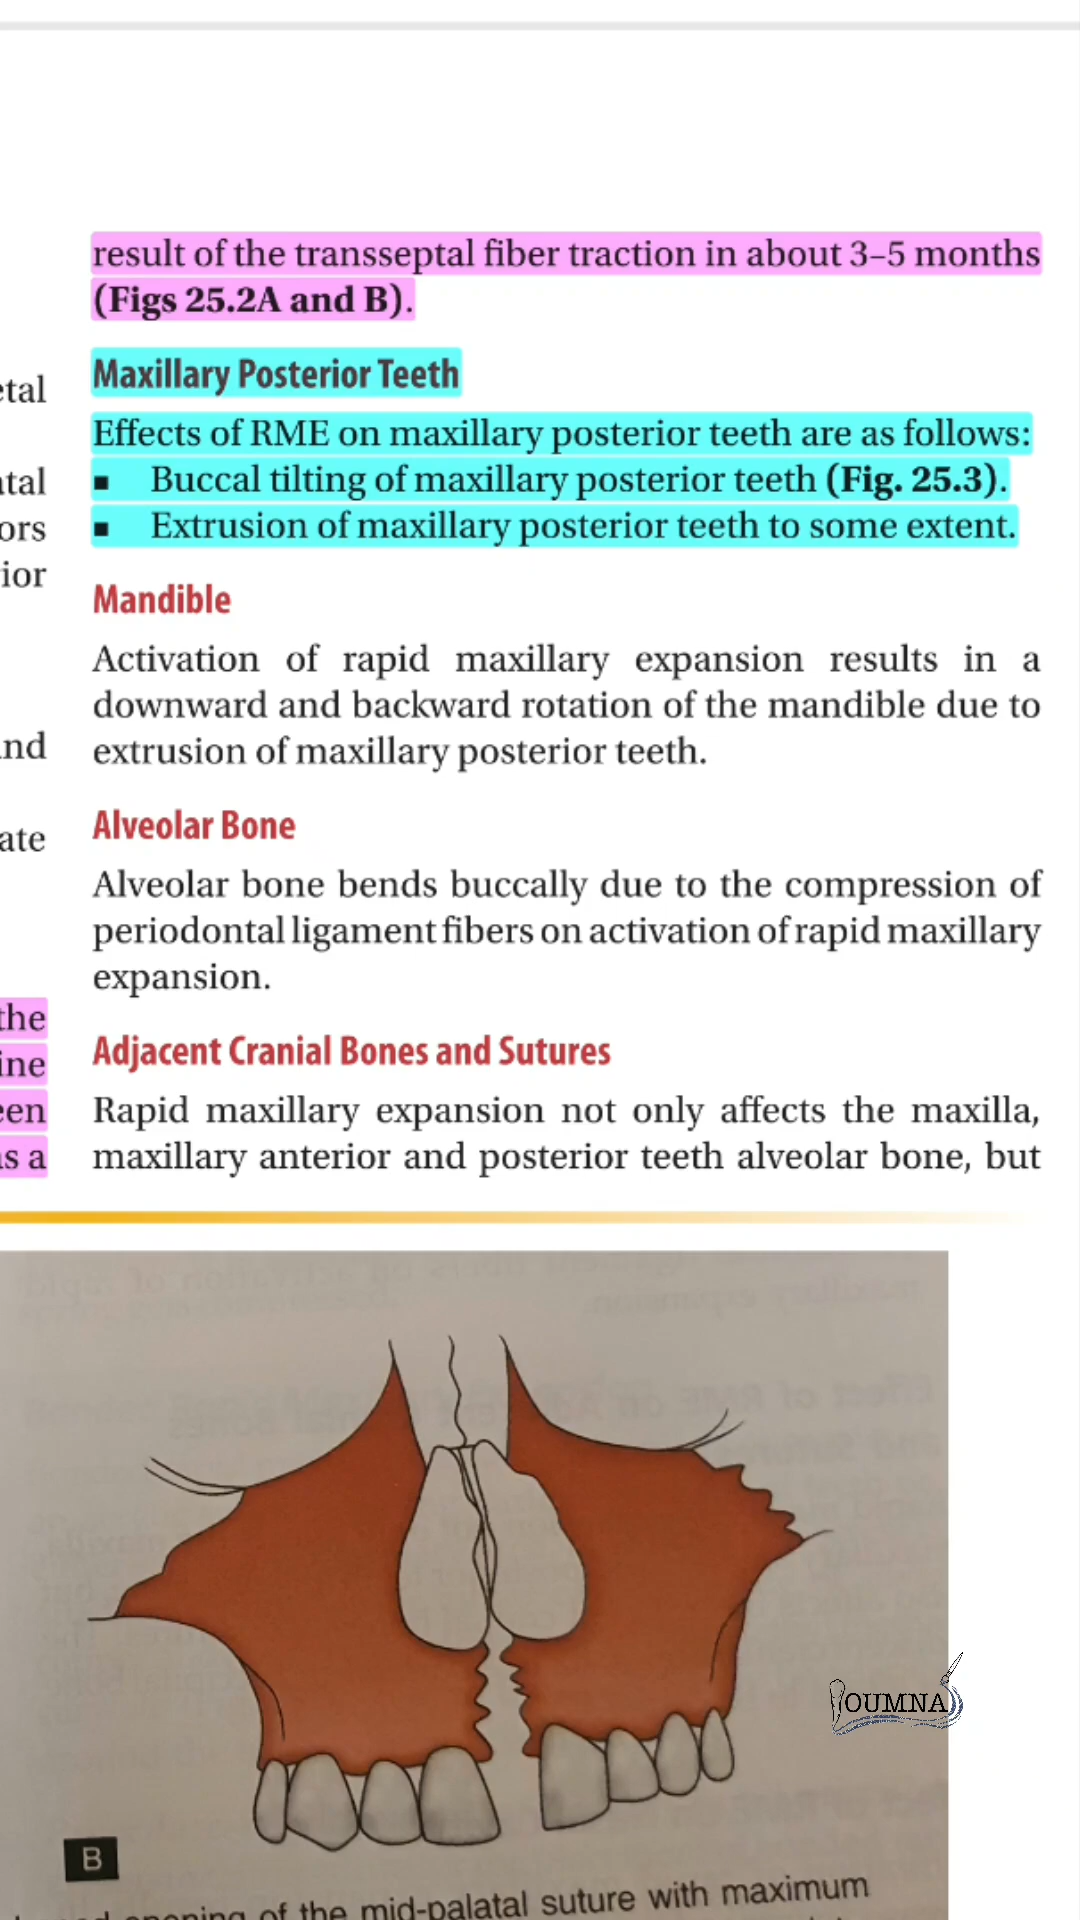 result of the transseptal fiber traction in about 3–5 months
(Figs 25.2A and B).
Maxillary Posterior Teeth
Effects of RME on maxillary posterior teeth are as follows:
▪ Buccal tilting of maxillary posterior teeth (Fig. 25.3).
▪ Extrusion of maxillary posterior teeth to some extent.
Mandible
Activation of rapid maxillary expansion results in a
downward and backward rotation of the mandible due to
extrusion of maxillary posterior teeth.
Alveolar Bone
Alveolar bone bends buccally due to the compression of
periodontal ligament fibers on activation of rapid maxillary
expansion.
Adjacent Cranial Bones and Sutures
Rapid maxillary expansion not only affects the maxilla,
maxillary anterior and posterior teeth alveolar bone, but
OUMNA
B
opening of the mid-palatal suture with maximum